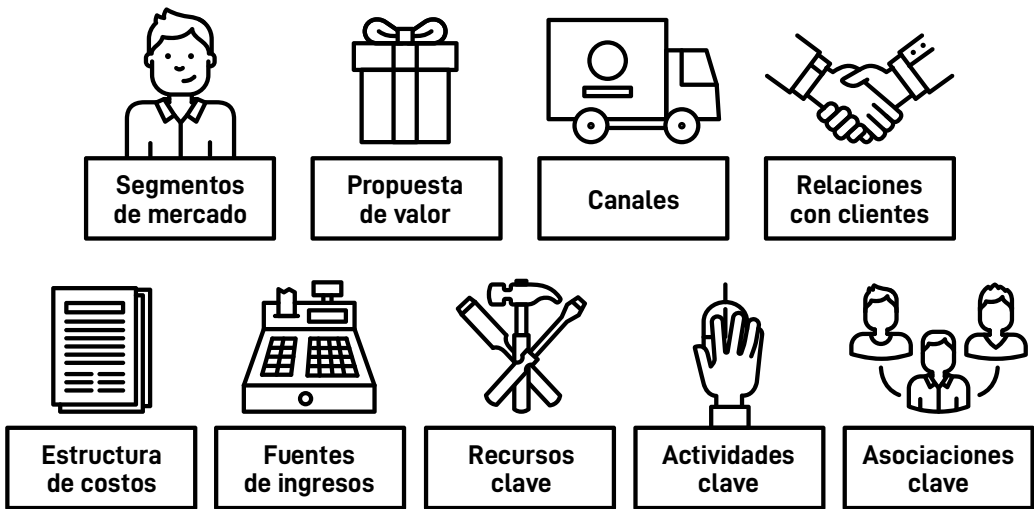 Segmentos
de mercado
Propuesta
de valor
Canales
Relaciones
con clientes
Estructura
de costos
Fuentes
de ingresos
Recursos
clave
Actividades
clave
Asociaciones
clave